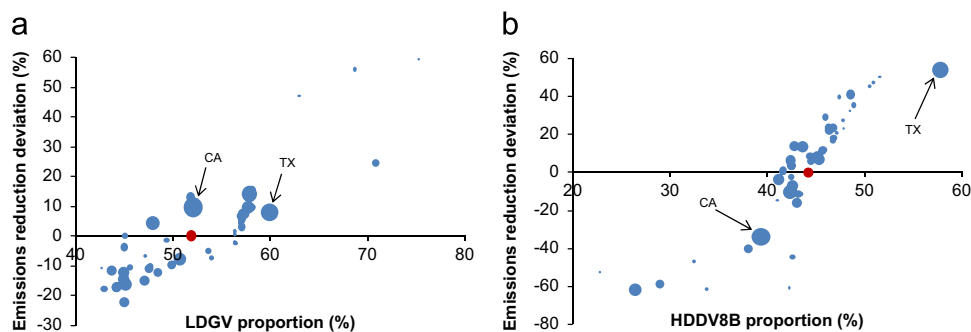 a
Emissions reduction deviation (%)
60
50
40
30
20
10
0
-10
-20
-30
40
50
60
70
80
CA
TX
LDGV proportion (%)
b
Emissions reduction deviation (%)
60
40
20
0
-20
-40
-60
-80
20
30
40
50
60
TX
CA
HDDV8B proportion (%)